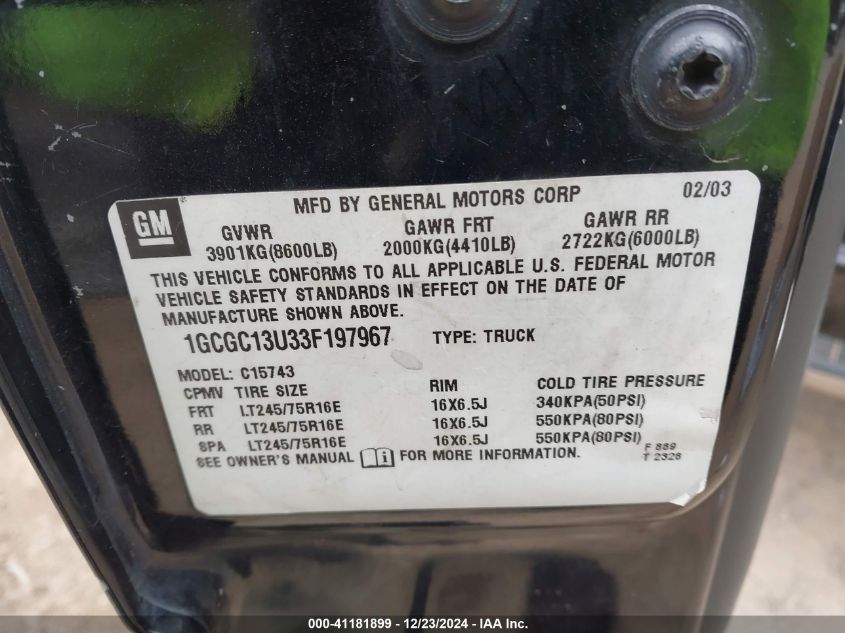 MFD BY GENERAL MOTORS CORP 02/03
GM
GVWR GAWR FRT GAWR RR
3901KG(8600LB) 2000KG(4410LB) 2722KG(6000LB)
THIS VEHICLE CONFORMS TO ALL APPLICABLE U.S. FEDERAL MOTOR
VEHICLE SAFETY STANDARDS IN EFFECT ON THE DATE OF
MANUFACTURE SHOWN ABOVE.
1GCGC13U33F197967 TYPE: TRUCK
MODEL: C15743
CPMV TIRE SIZE RIM COLD TIRE PRESSURE
FRT LT245/75R16E 16X6.5J 340KPA(50PSI)
RR LT245/75R16E 16X6.5J 550KPA(80PSI)
SPA LT245/75R16E 16X6.5J 550KPA(80PSI)
SEE OWNER'S MANUAL i FOR MORE INFORMATION.
F 889
T 2326
000-41181899 - 12/23/2024 - IAA Inc.